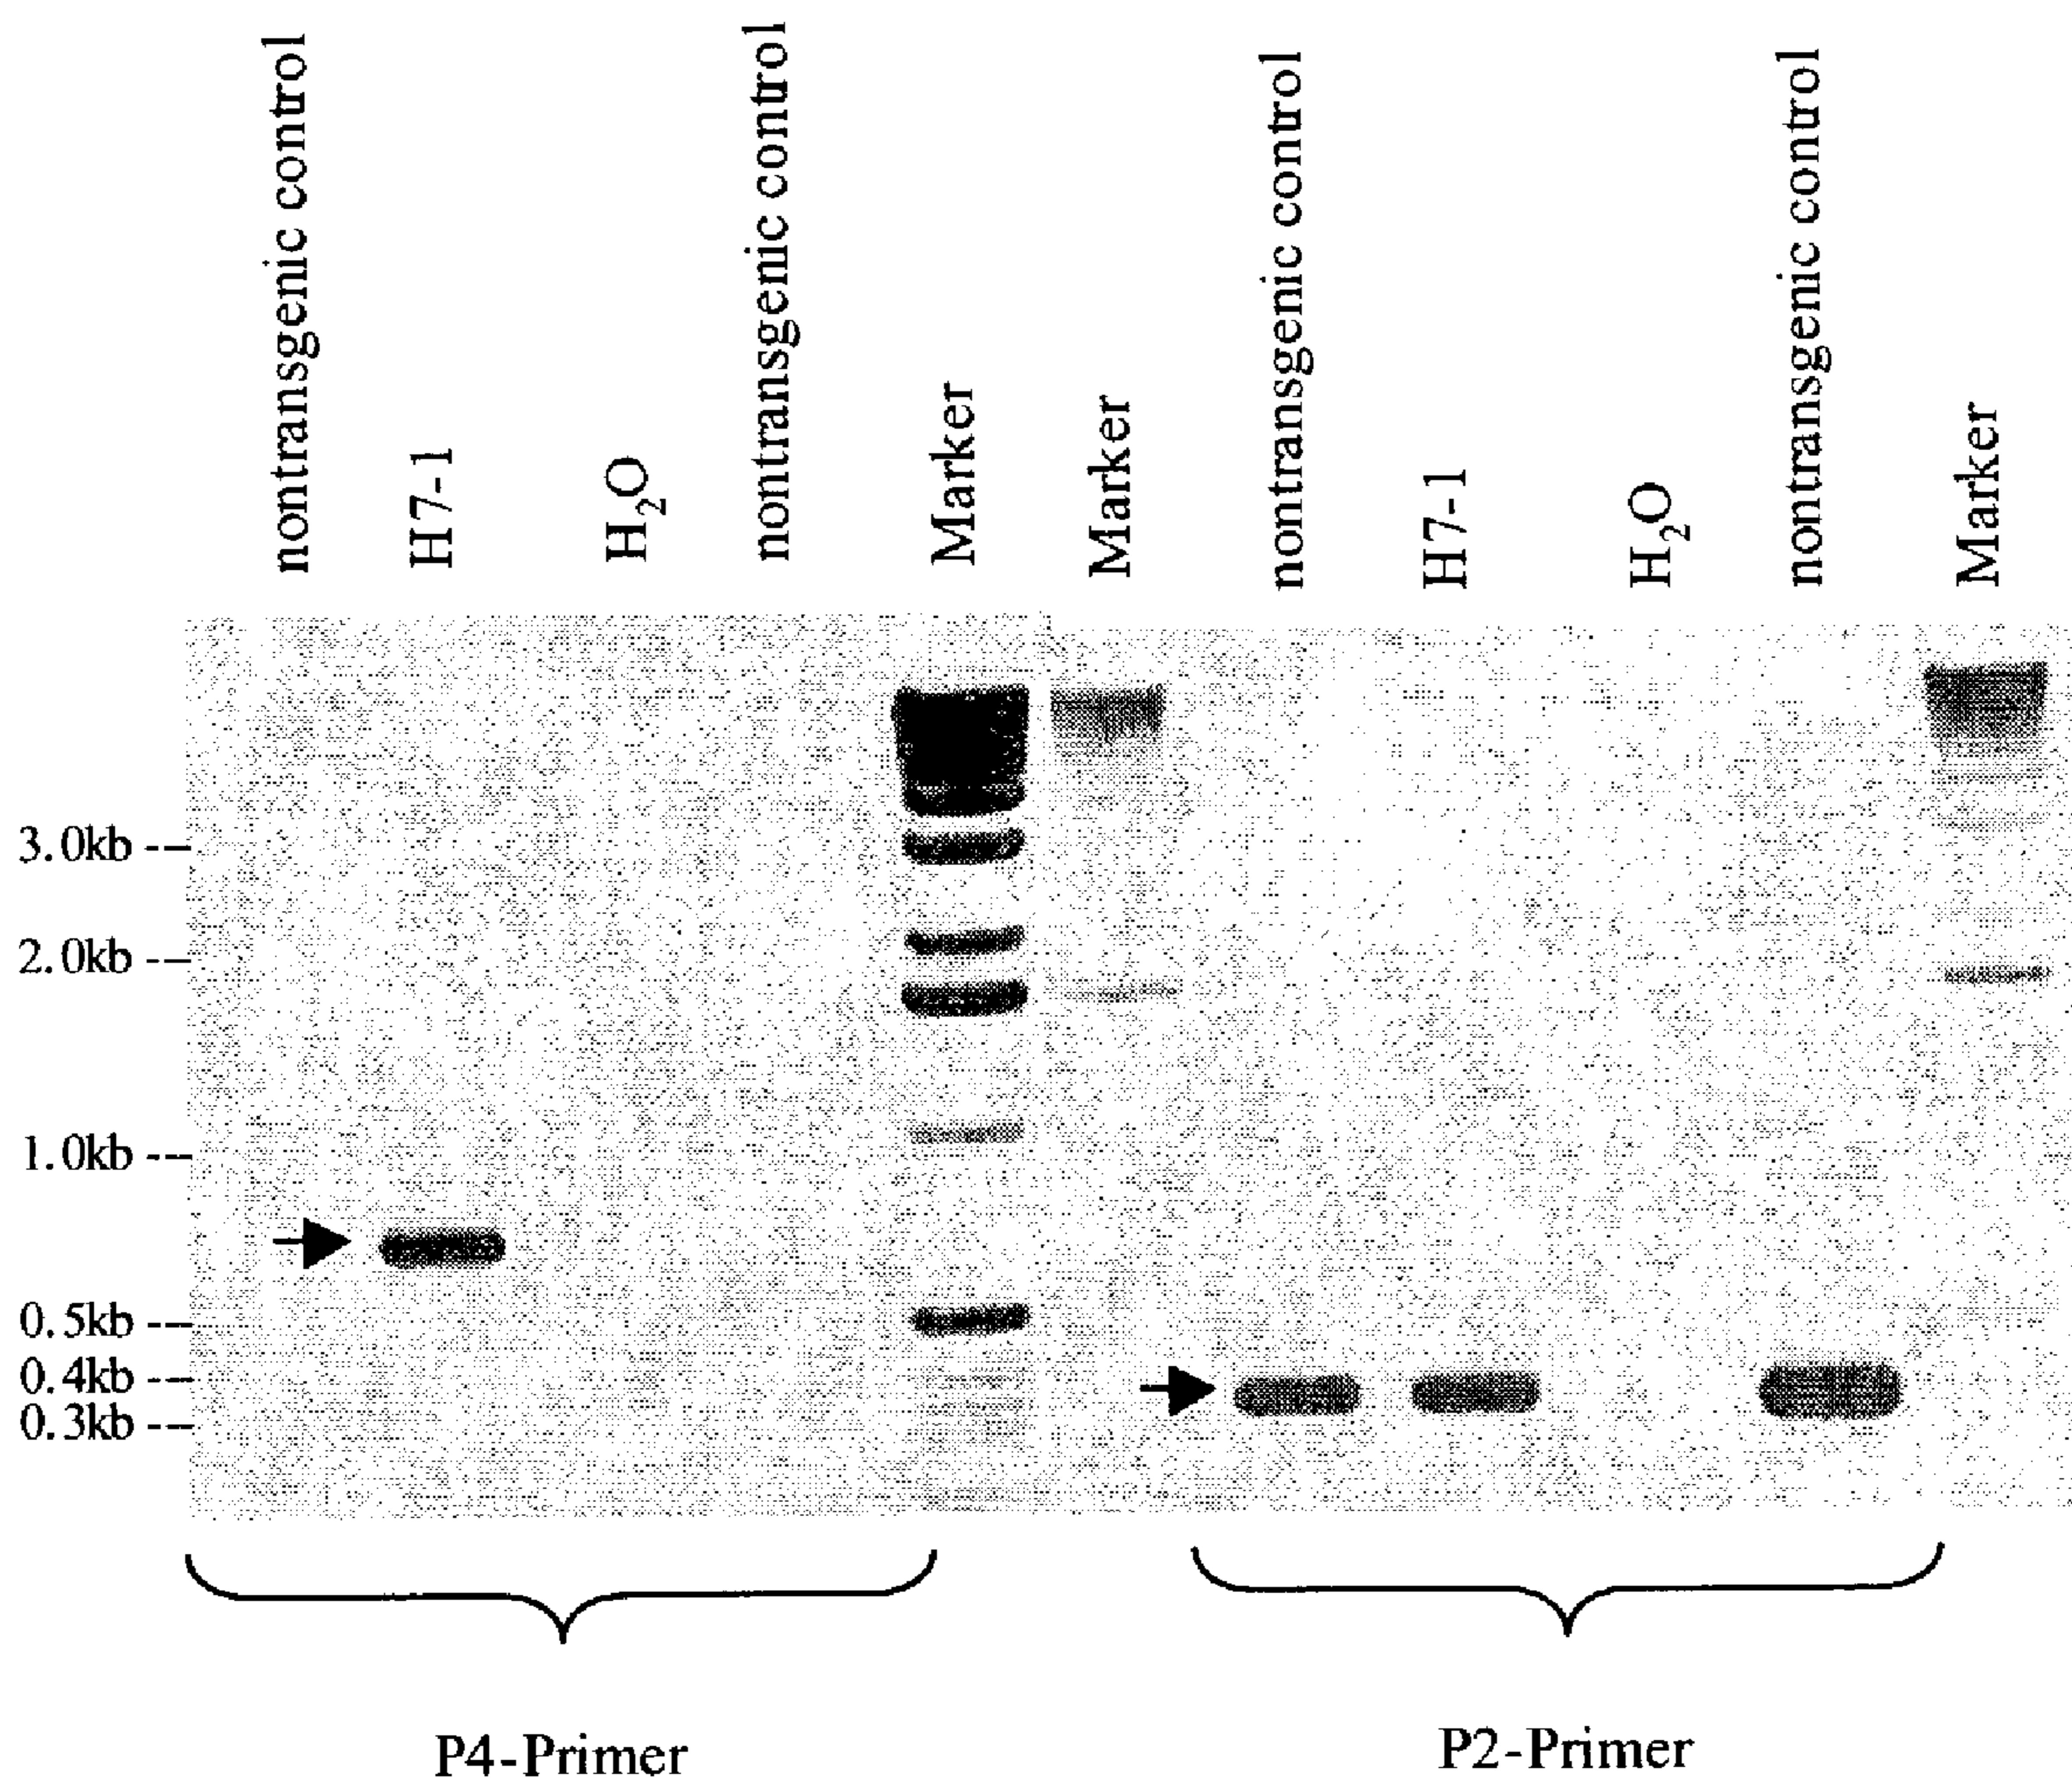 nontransgenic control
H7-1
H₂O
nontransgenic control
Marker
Marker
nontransgenic control
H7-1
H₂O
nontransgenic control
Marker
3.0kb
2.0kb
1.0kb
0.5kb
0.4kb
0.3kb
P4-Primer
P2-Primer